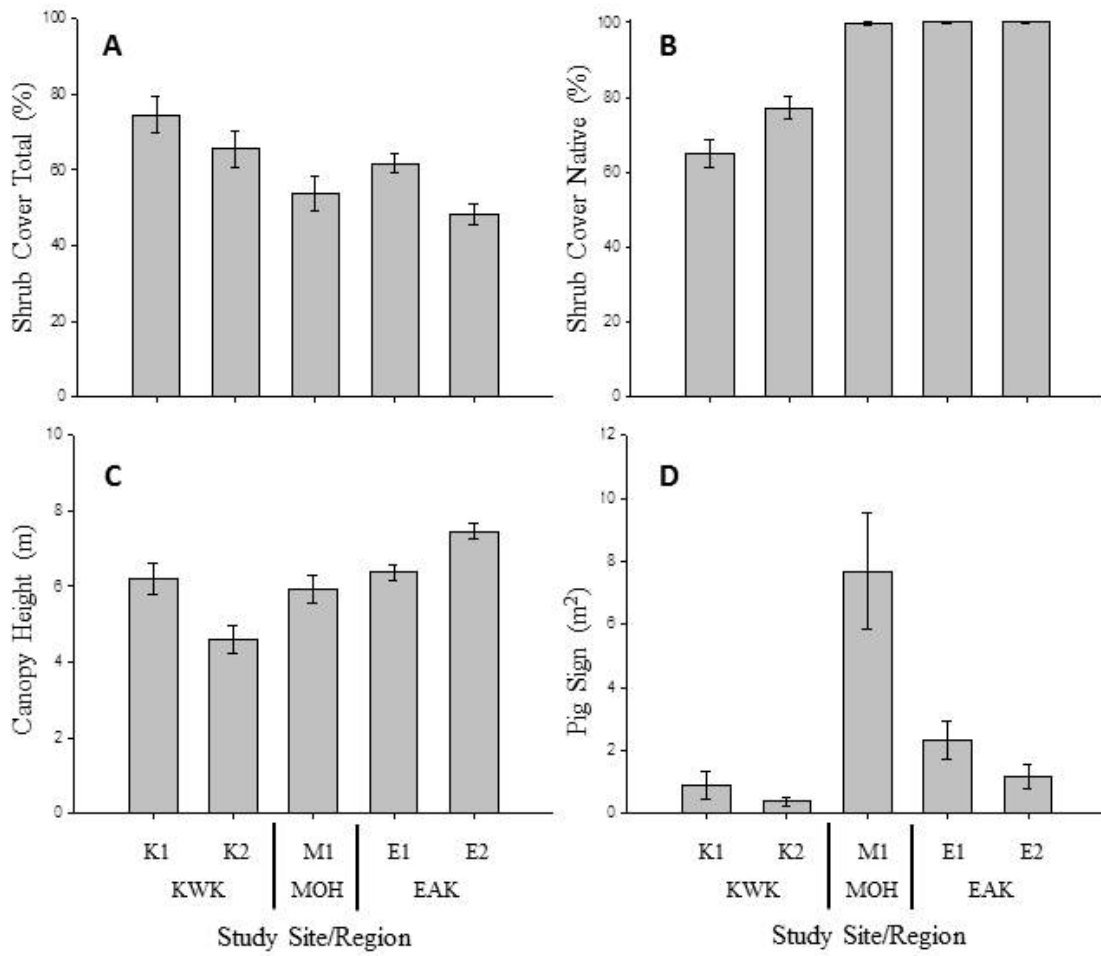 A
Shrub Cover Total (%)
100
80
60
40
20
0
B
Shrub Cover Native (%)
100
80
60
40
20
0
C
Canopy Height (m)
10
8
6
4
2
0
K1 K2 M1 E1 E2
KWK MOH EAK
Study Site/Region
D
Pig Sign (m²)
12
10
8
6
4
2
0
K1 K2 M1 E1 E2
KWK MOH EAK
Study Site/Region